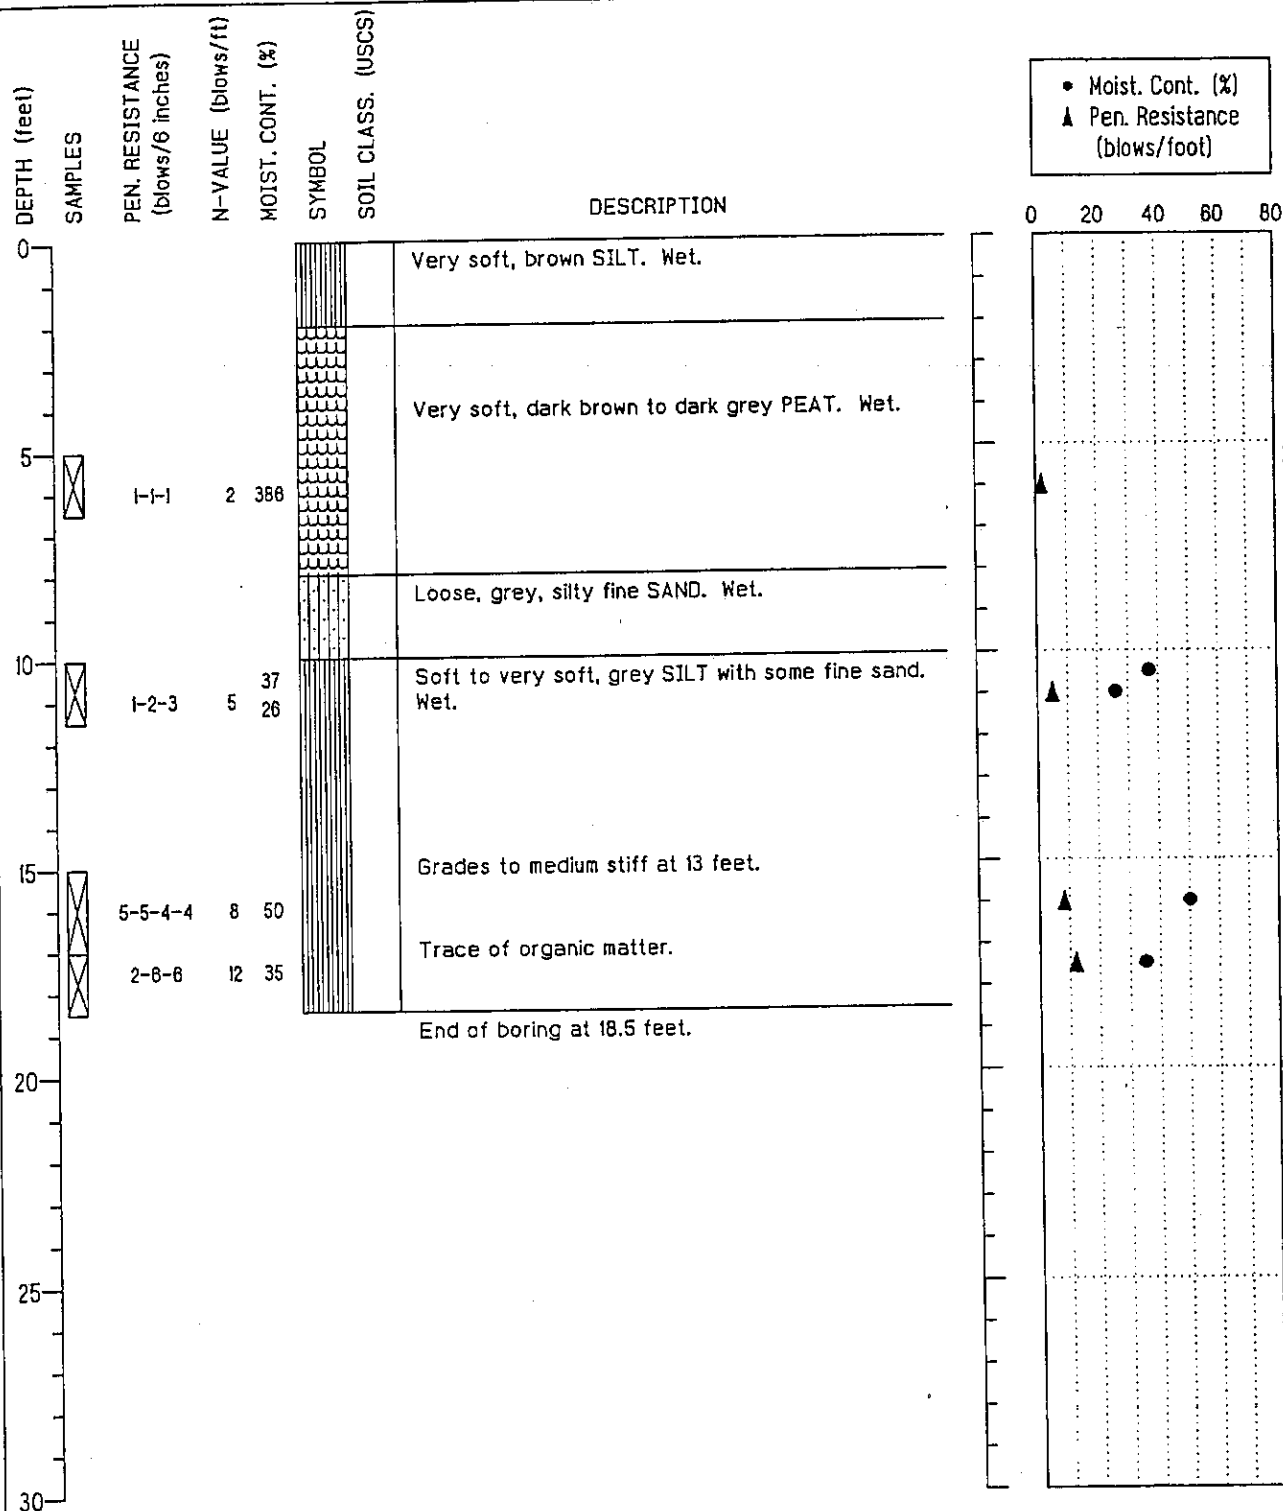 DEPTH (feet)
SAMPLES
PEN. RESISTANCE
(blows/6 inches)
N-VALUE (blows/ft)
MOIST. CONT. (%)
SYMBOL
SOIL CLASS. (USCS)
DESCRIPTION
Moist. Cont. (%)
Pen. Resistance
(blows/foot)
0 20 40 60 80
0
Very soft, brown SILT. Wet.
Very soft, dark brown to dark grey PEAT. Wet.
5
1-1-1 2 386
Loose, grey, silty fine SAND. Wet.
10
37
Soft to very soft, grey SILT with some fine sand.
1-2-3 5 26
Wet.
15
Grades to medium stiff at 13 feet.
5-5-4-4 8 50
Trace of organic matter.
2-6-6 12 35
End of boring at 18.5 feet.
20
25
30